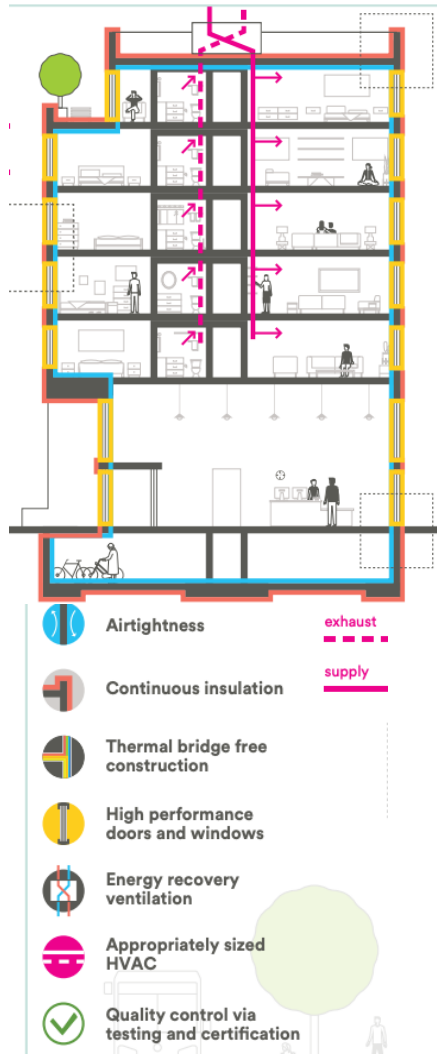 Airtightness
exhaust
supply
Continuous insulation
Thermal bridge free
construction
High performance
doors and windows
Energy recovery
ventilation
Appropriately sized
HVAC
Quality control via
testing and certification